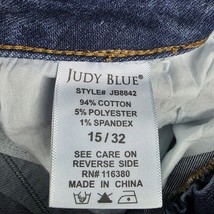 JUDY BLUE®
STYLE# JB8842
94% COTTON
5% POLYESTER
1% SPANDEX
15 / 32
SEE CARE ON
REVERSE SIDE
RN# 116380
MADE IN CHINA